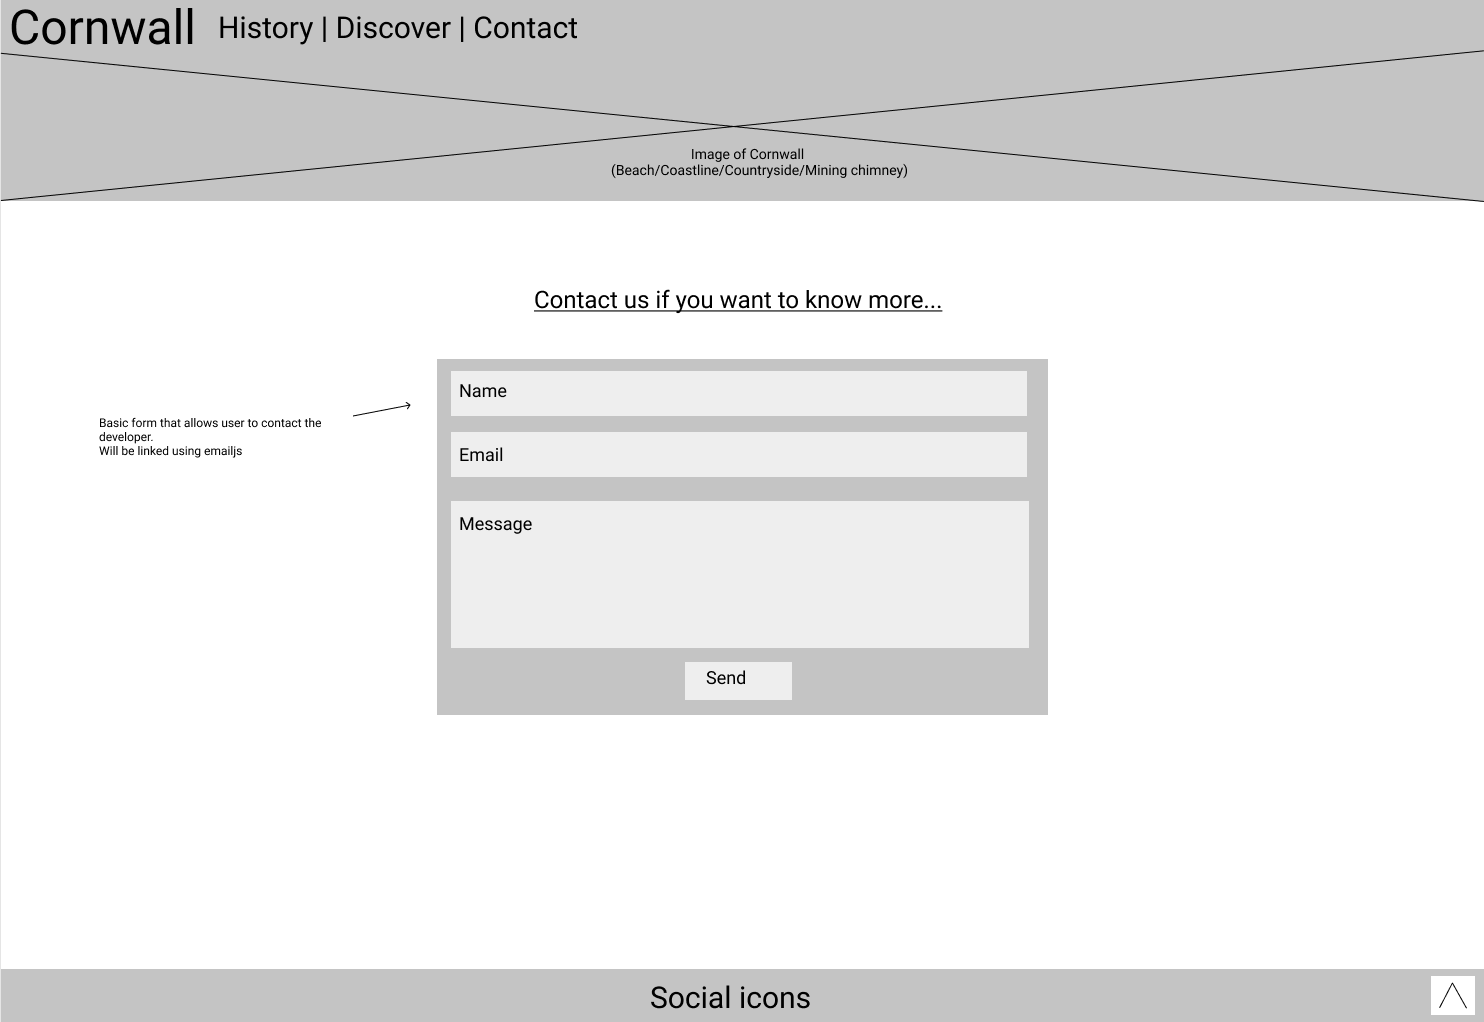 Cornwall History | Discover | Contact
Image of Cornwall
(Beach/Coastline/Countryside/Mining chimney)
Contact us if you want to know more...
Basic form that allows user to contact the
developer.
Will be linked using emailjs
Name
Email
Message
Send
Social icons